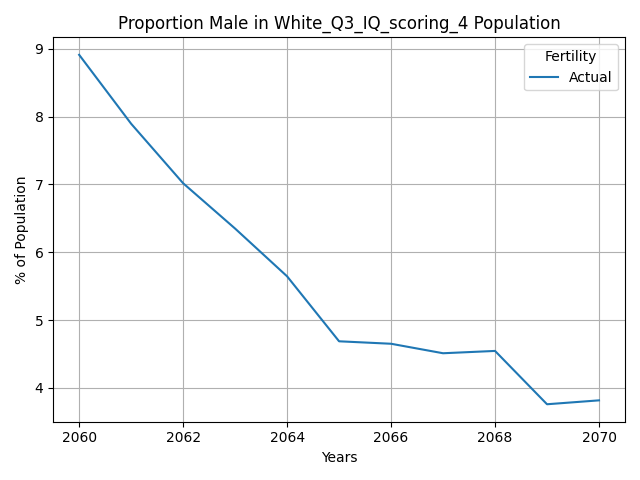 Proportion Male in White_Q3_IQ_scoring_4 Population
Fertility
Actual
9
8
7
6
5
4
% of Population
2060
2062
2064
2066
2068
2070
Years